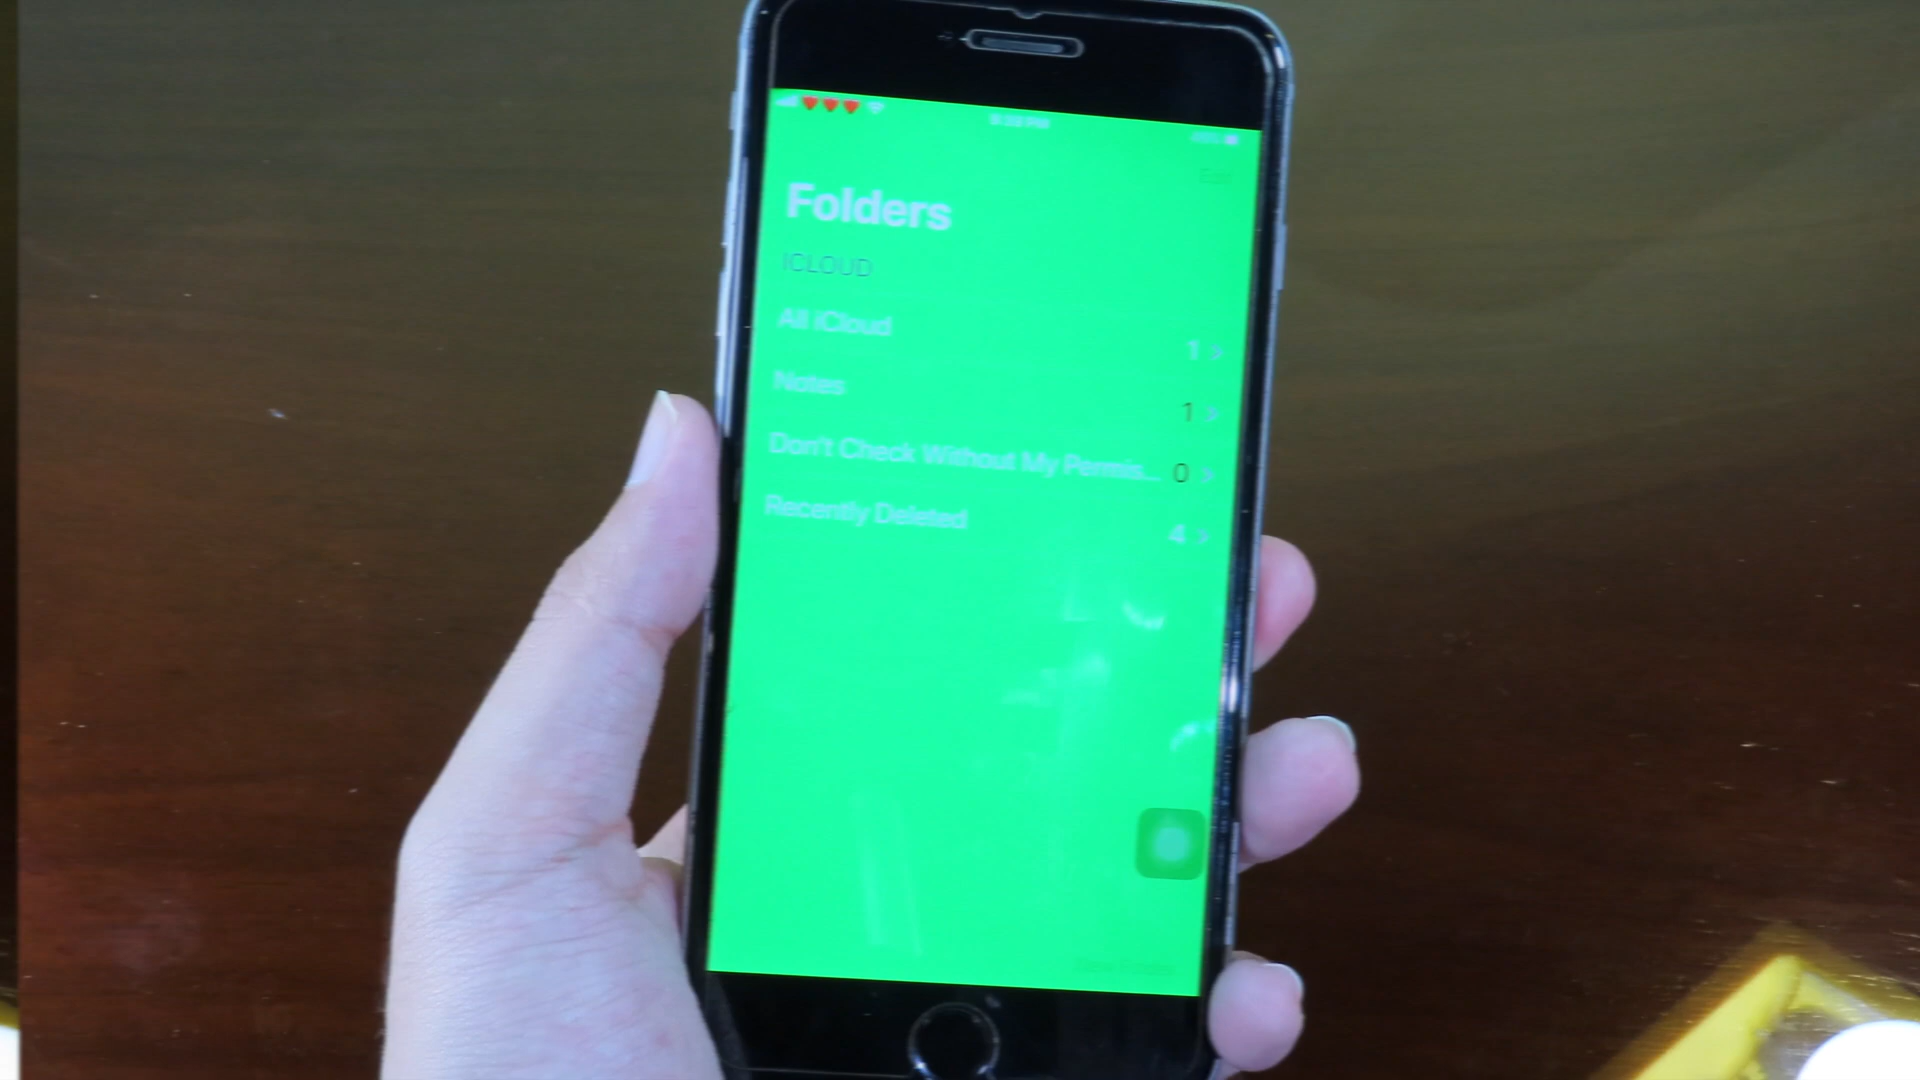 Folders
ICLOUD
All iCloud 1 >
Notes 1 >
Don't Check Without My Permis... 0 >
Recently Deleted 4 >